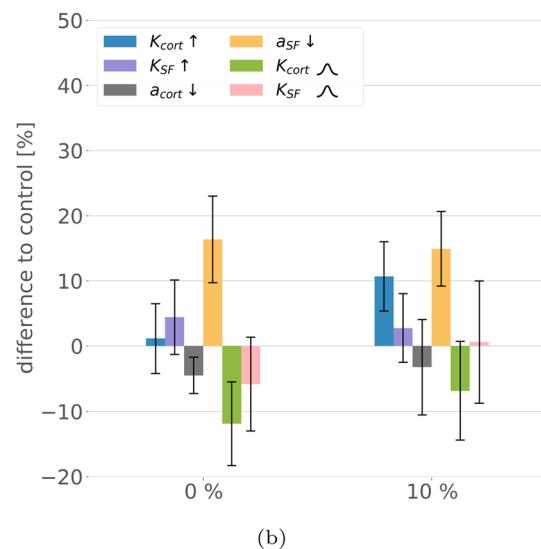 50
40
30
20
10
0
−10
−20
difference to control [%]
K_cort ↑
K_SF ↑
a_cort ↓
a_SF ↓
K_cort
K_SF
0 %
10 %
(b)